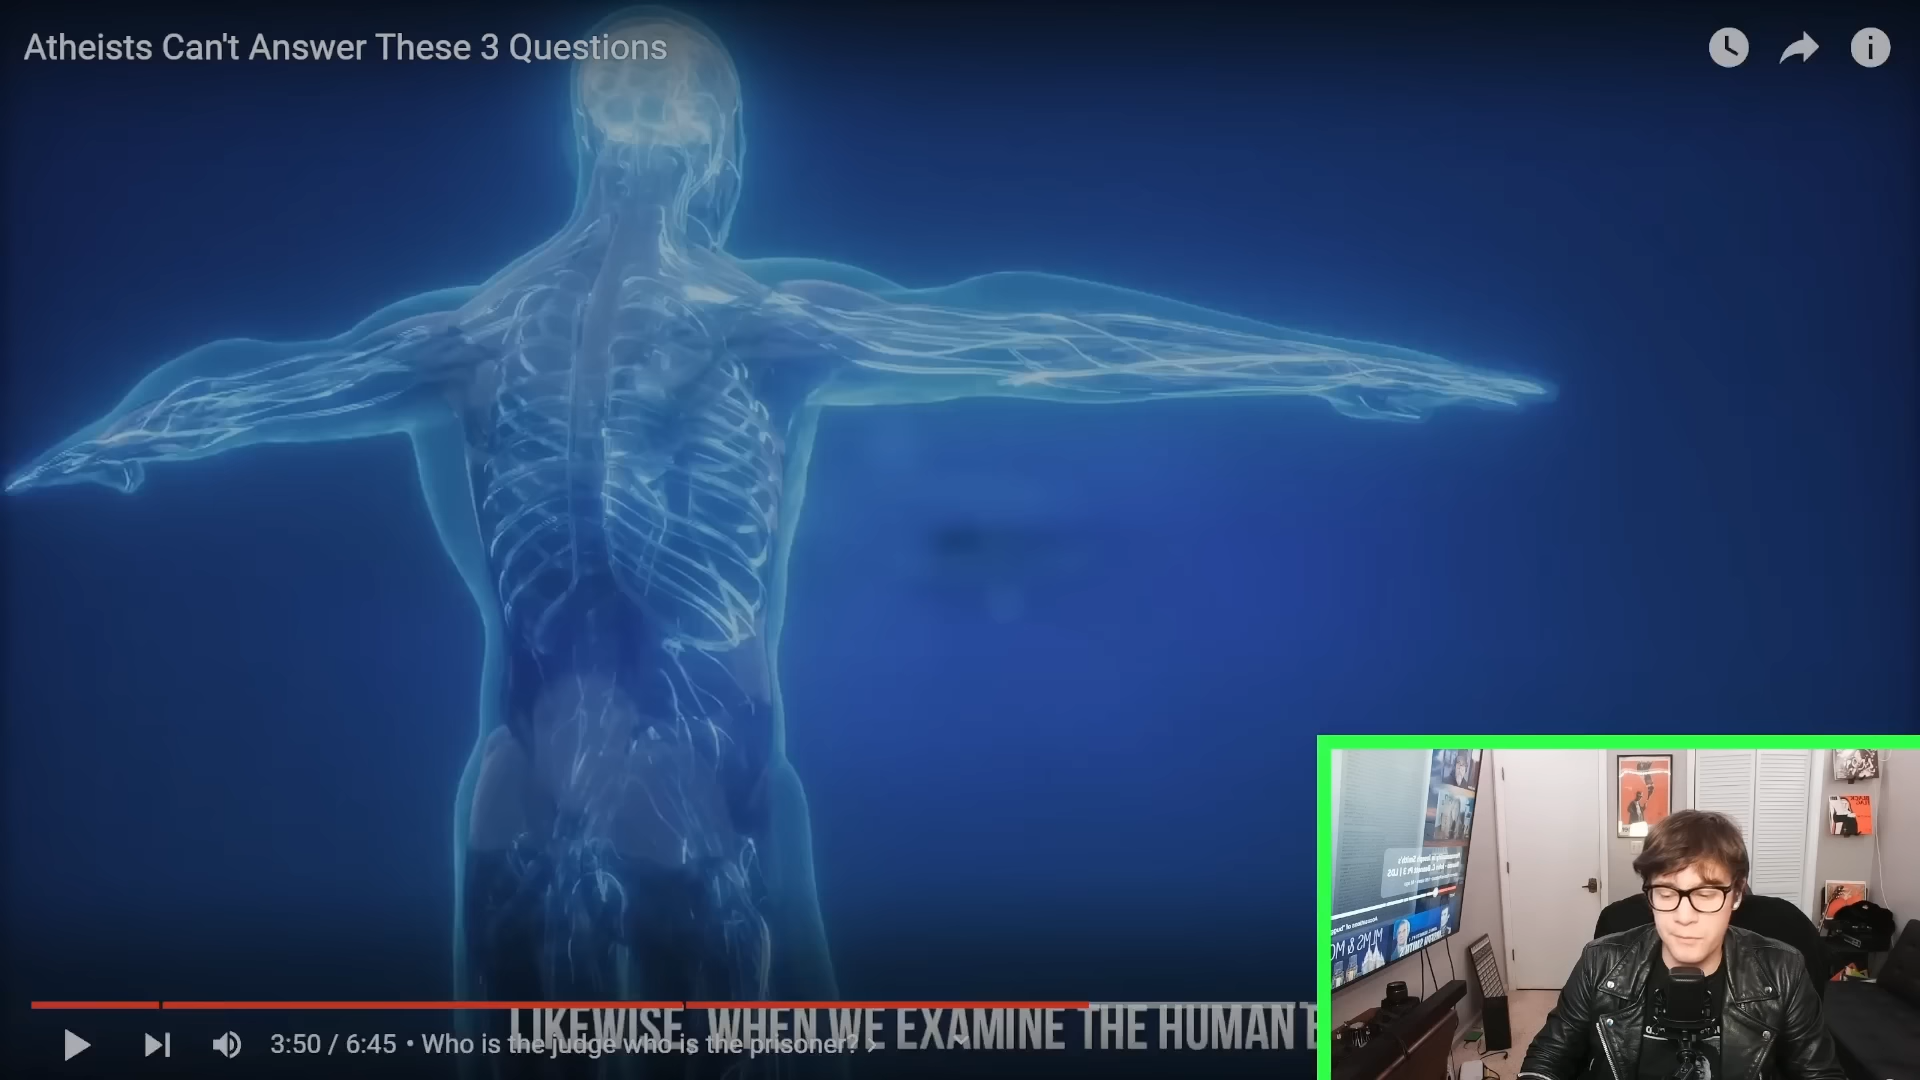 Atheists Can't Answer These 3 Questions
LIKEWISE, WHEN WE EXAMINE THE HUMAN
3:50 / 6:45 • Who is the judge who is the prisoner? >